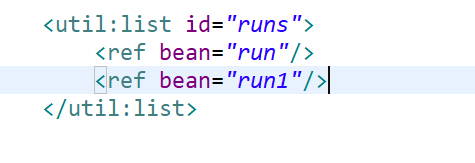 <util:list id="runs">
<ref bean="run"/>
<ref bean="run1"/>
</util:list>